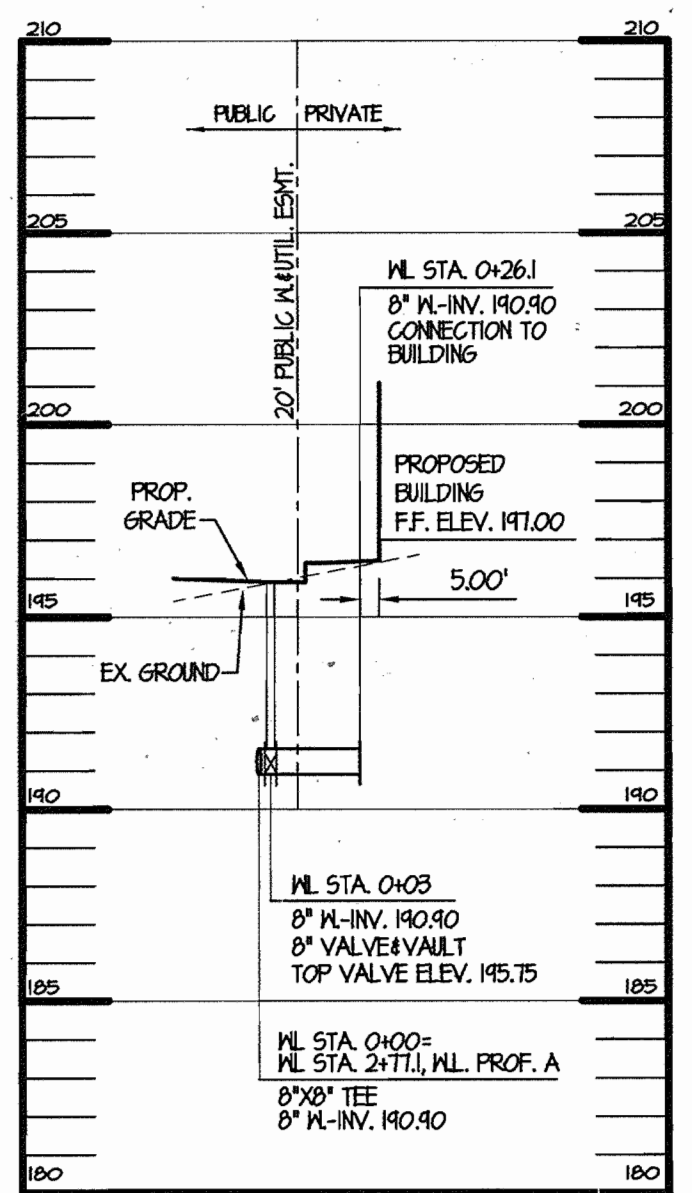 210 210
PUBLIC PRIVATE
20' PUBLIC W.&UTIL. ESMT.
205 205
WL STA. 0+26.1
8" W.-INV. 190.90
CONNECTION TO
BUILDING
200 200
PROP.
GRADE
PROPOSED
BUILDING
F.F. ELEV. 197.00
5.00'
195 195
EX. GROUND
190 190
WL STA. 0+03
8" W.-INV. 190.90
8" VALVE&VAULT
TOP VALVE ELEV. 195.75
185 185
WL STA. 0+00=
WL STA. 2+77.1, W.L. PROF. A
8"X8" TEE
8" W.-INV. 190.90
180 180